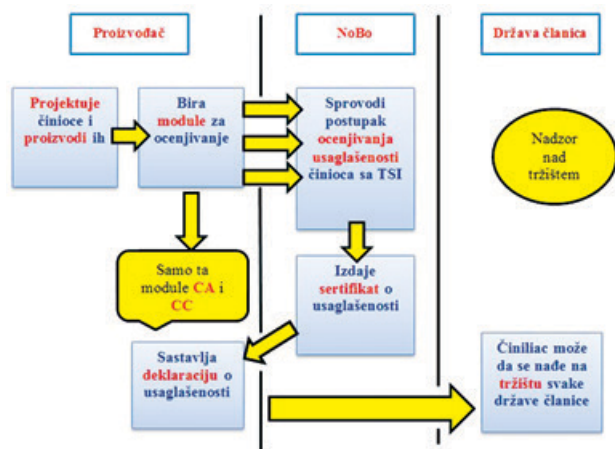 Proizvođač
NoBo
Država članica
Projektuje
činioce i
proizvodi ih
Bira
module za
ocenjivanje
Sprovodi
postupak
ocenjivanja
usaglašenosti
činioca sa TSI
Nadzor
nad
tržištem
Samo ta
module CA i
CC
Izdaje
sertifikat o
usaglašenosti
Sastavlja
deklaraciju o
usaglašenosti
Činiliac može
da se nađe na
tržištu svake
države članice